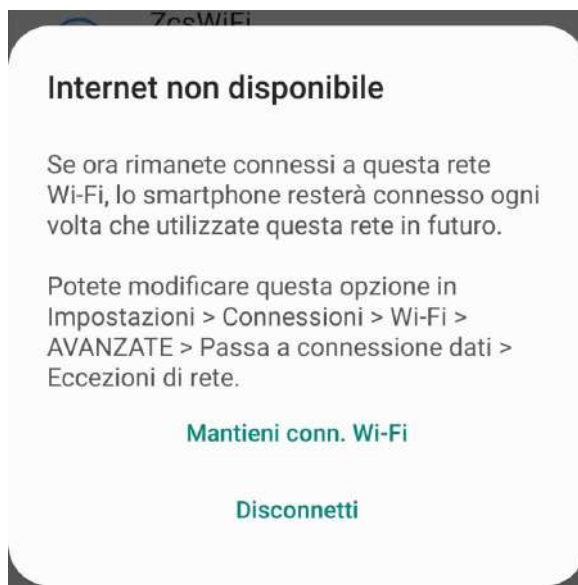 ZcsWiFi
Internet non disponibile
Se ora rimanete connessi a questa rete
Wi-Fi, lo smartphone resterà connesso ogni
volta che utilizzate questa rete in futuro.
Potete modificare questa opzione in
Impostazioni > Connessioni > Wi-Fi >
AVANZATE > Passa a connessione dati >
Eccezioni di rete.
Mantieni conn. Wi-Fi
Disconnetti